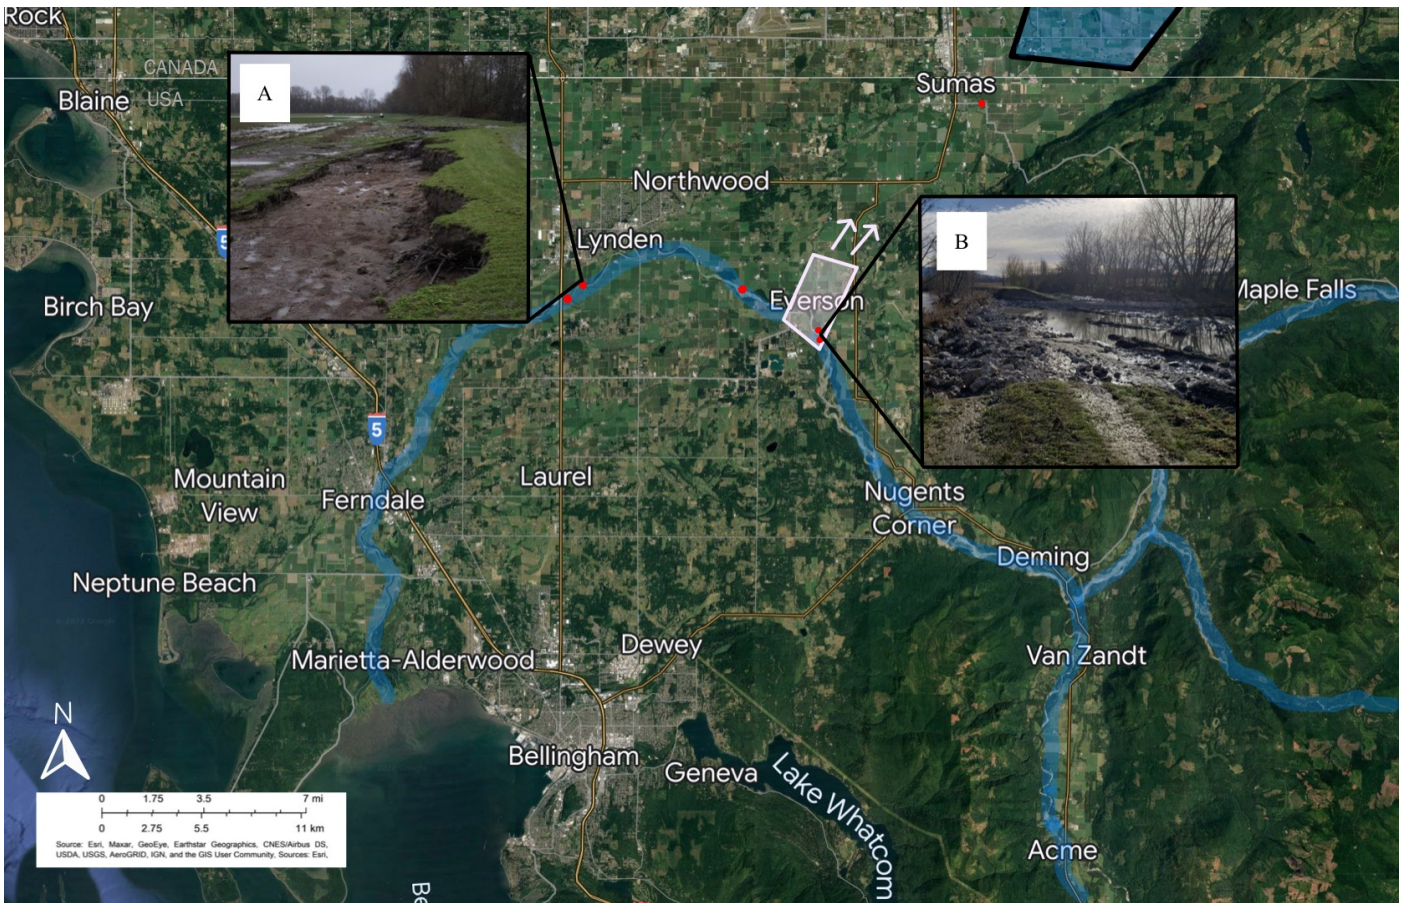 Rock
CANADA
USA
Blaine
A
Sumas
Northwood
Lynden
5
Birch Bay
Everson
B
Maple Falls
5
Mountain
View
Ferndale
Laurel
Nugents
Corner
Deming
Neptune Beach
Marietta-Alderwood
Dewey
Van Zandt
N
Bellingham
Geneva
Lake Whatcom
0 1.75 3.5 7 mi
0 2.75 5.5 11 km
Source: Esri, Maxar, GeoEye, Earthstar Geographics, CNES/Airbus DS,
USDA, USGS, AeroGRID, IGN, and the GIS User Community, Sources: Esri,
Acme
Be